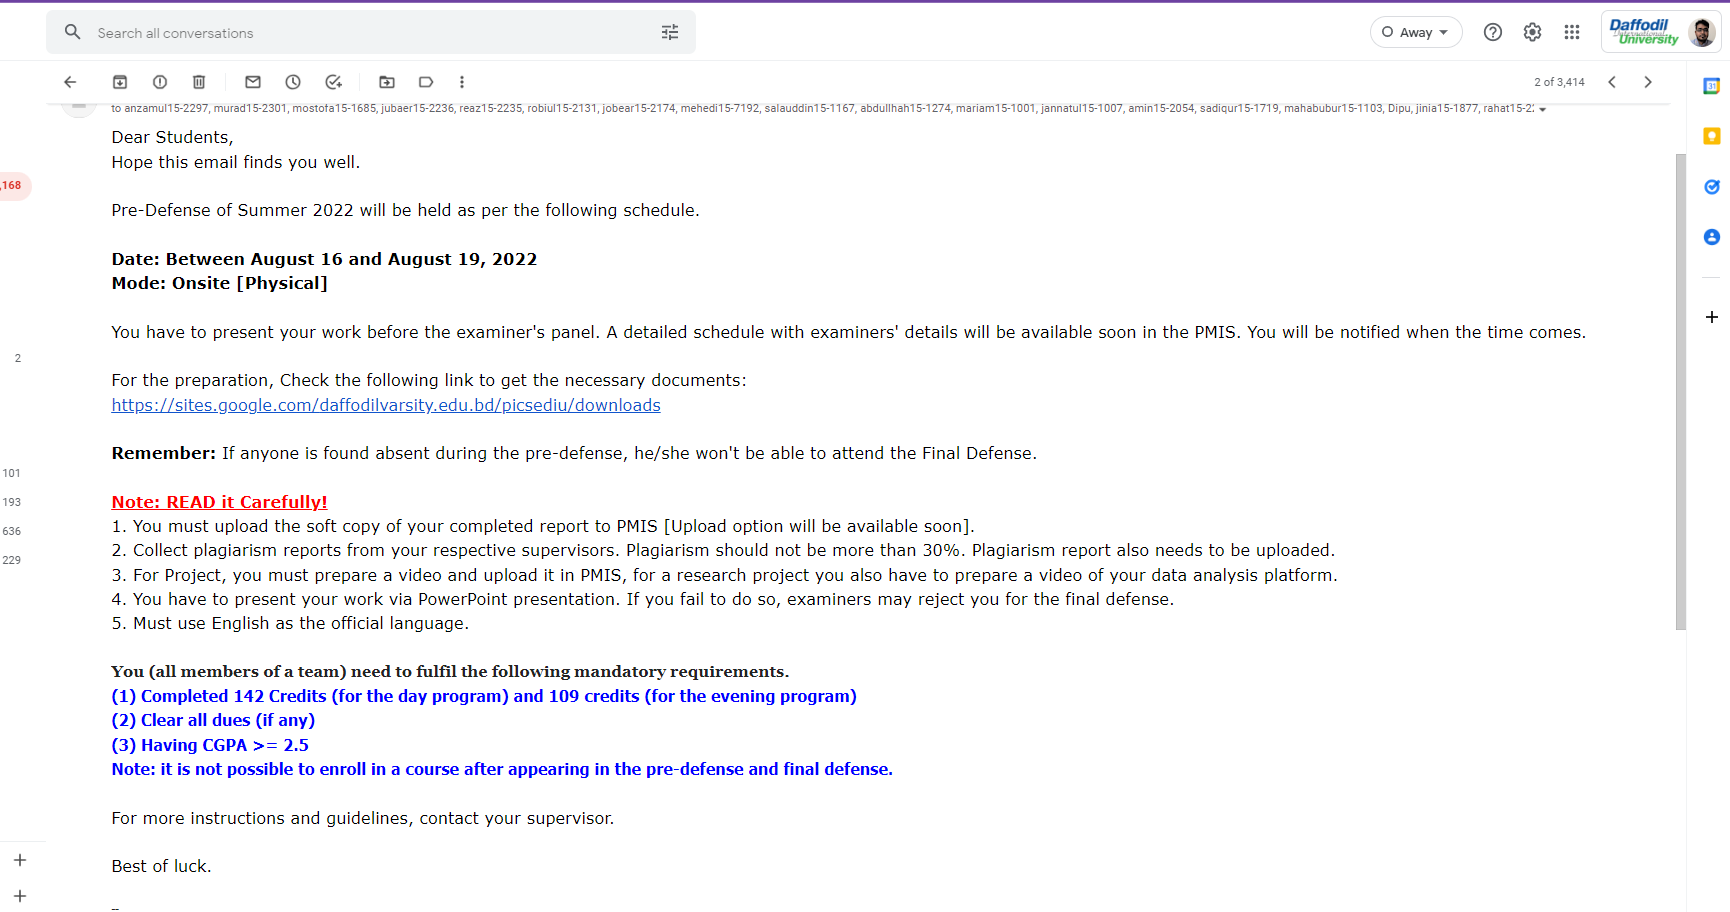 Search all conversations
Away
Daffodil
International
University
2 of 3,414
31
to anzamul15-2297, murad15-2301, mostofa15-1685, jubaer15-2236, reaz15-2235, robiul15-2131, jobear15-2174, mehedi15-7192, salauddin15-1167, abdullhah15-1274, mariam15-1001, jannatul15-1007, amin15-2054, sadiqur15-1719, mahabubur15-1103, Dipu, jinia15-1877, rahat15-2
Dear Students,
Hope this email finds you well.
,168
Pre-Defense of Summer 2022 will be held as per the following schedule.
Date: Between August 16 and August 19, 2022
Mode: Onsite [Physical]
You have to present your work before the examiner's panel. A detailed schedule with examiners' details will be available soon in the PMIS. You will be notified when the time comes.
2
For the preparation, Check the following link to get the necessary documents:
https://sites.google.com/daffodilvarsity.edu.bd/picsediu/downloads
Remember: If anyone is found absent during the pre-defense, he/she won't be able to attend the Final Defense.
101
Note: READ it Carefully!
193
1. You must upload the soft copy of your completed report to PMIS [Upload option will be available soon].
636
2. Collect plagiarism reports from your respective supervisors. Plagiarism should not be more than 30%. Plagiarism report also needs to be uploaded.
229
3. For Project, you must prepare a video and upload it in PMIS, for a research project you also have to prepare a video of your data analysis platform.
4. You have to present your work via PowerPoint presentation. If you fail to do so, examiners may reject you for the final defense.
5. Must use English as the official language.
You (all members of a team) need to fulfil the following mandatory requirements.
(1) Completed 142 Credits (for the day program) and 109 credits (for the evening program)
(2) Clear all dues (if any)
(3) Having CGPA >= 2.5
Note: it is not possible to enroll in a course after appearing in the pre-defense and final defense.
For more instructions and guidelines, contact your supervisor.
Best of luck.